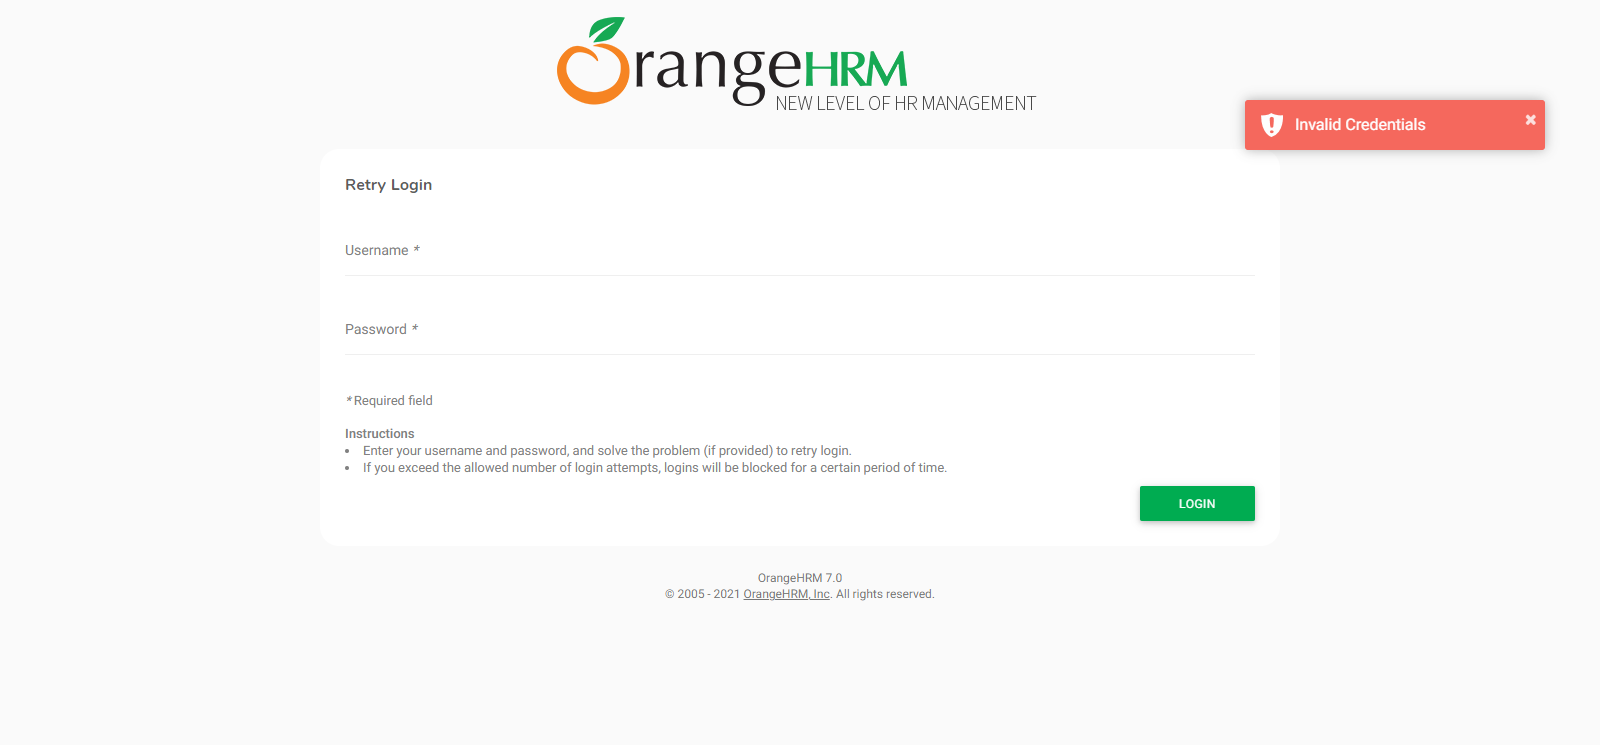 OrangeHRM
NEW LEVEL OF HR MANAGEMENT
Invalid Credentials
×
Retry Login
Username *
Password *
* Required field
Instructions
• Enter your username and password, and solve the problem (if provided) to retry login.
• If you exceed the allowed number of login attempts, logins will be blocked for a certain period of time.
LOGIN
OrangeHRM 7.0
© 2005 - 2021 OrangeHRM, Inc. All rights reserved.